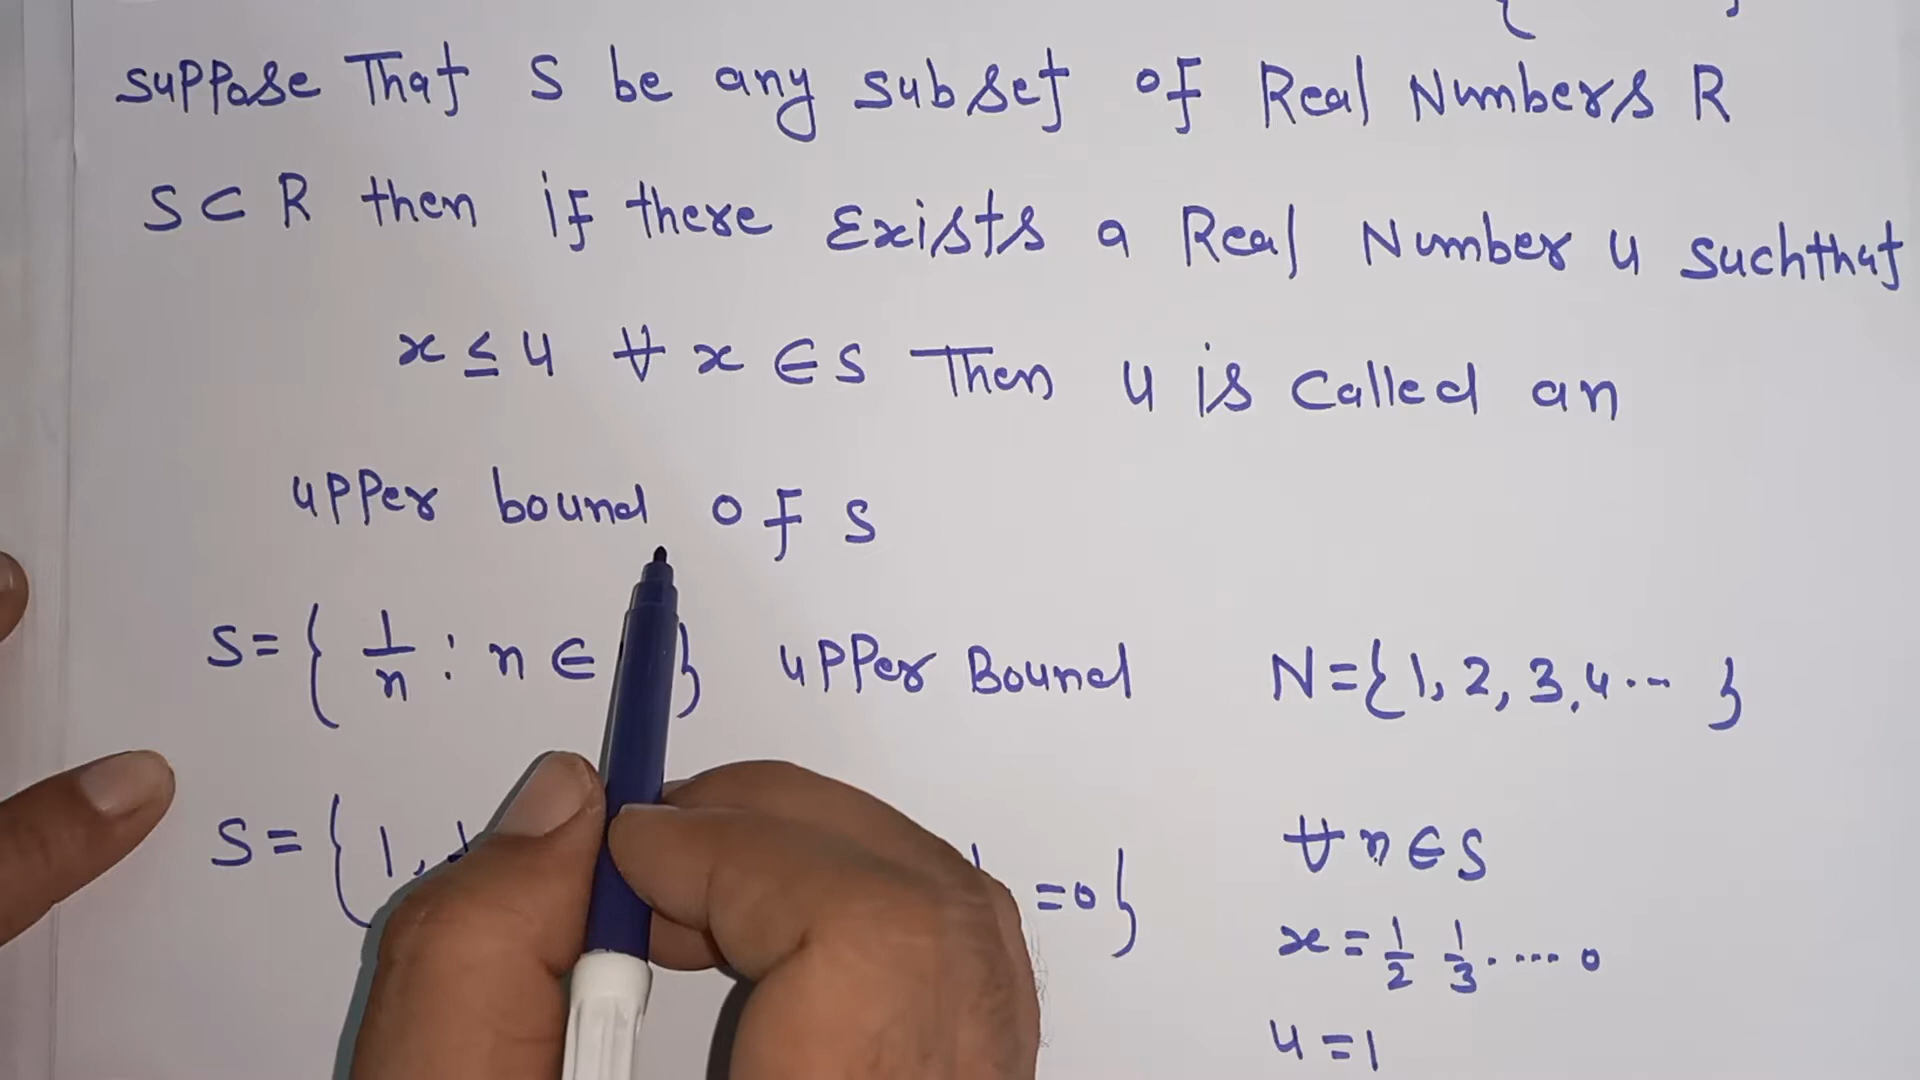 suppose That S be any subset of Real Numbers R
S ⊂ R then if there Exists a Real Number u suchthat
x ≤ u ∀ x ∈ S Then u is called an
upper bound of S
S = { 1/n : n ∈ } upper Bound N = {1, 2, 3, 4 ... }
S = { 1, = 0 } ∀ n ∈ S
x = 1/2 1/3 ..... 0
u = 1